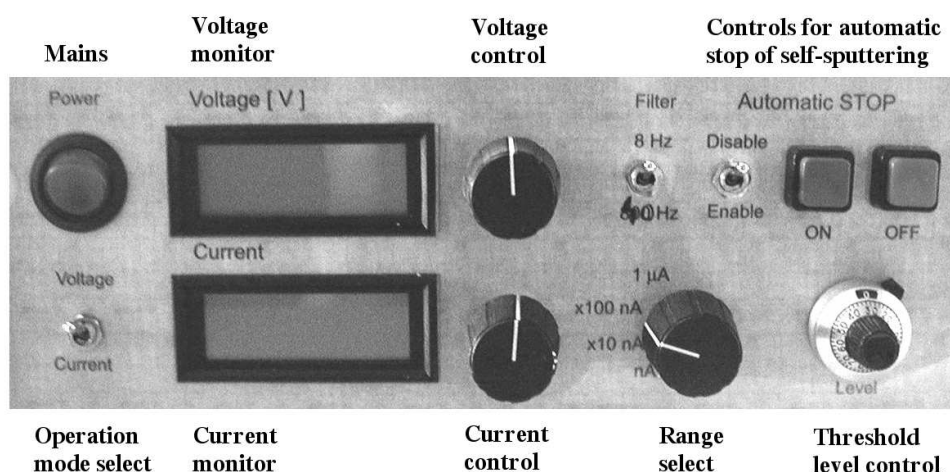 Mains
Voltage
monitor
Voltage
control
Controls for automatic
stop of self-sputtering
Power
Voltage [ V ]
Filter
Automatic STOP
8 Hz
Disable
Hz
Enable
ON
OFF
Current
Voltage
Current
1 µA
x100 nA
x10 nA
nA
0
Level
Operation
mode select
Current
monitor
Current
control
Range
select
Threshold
level control